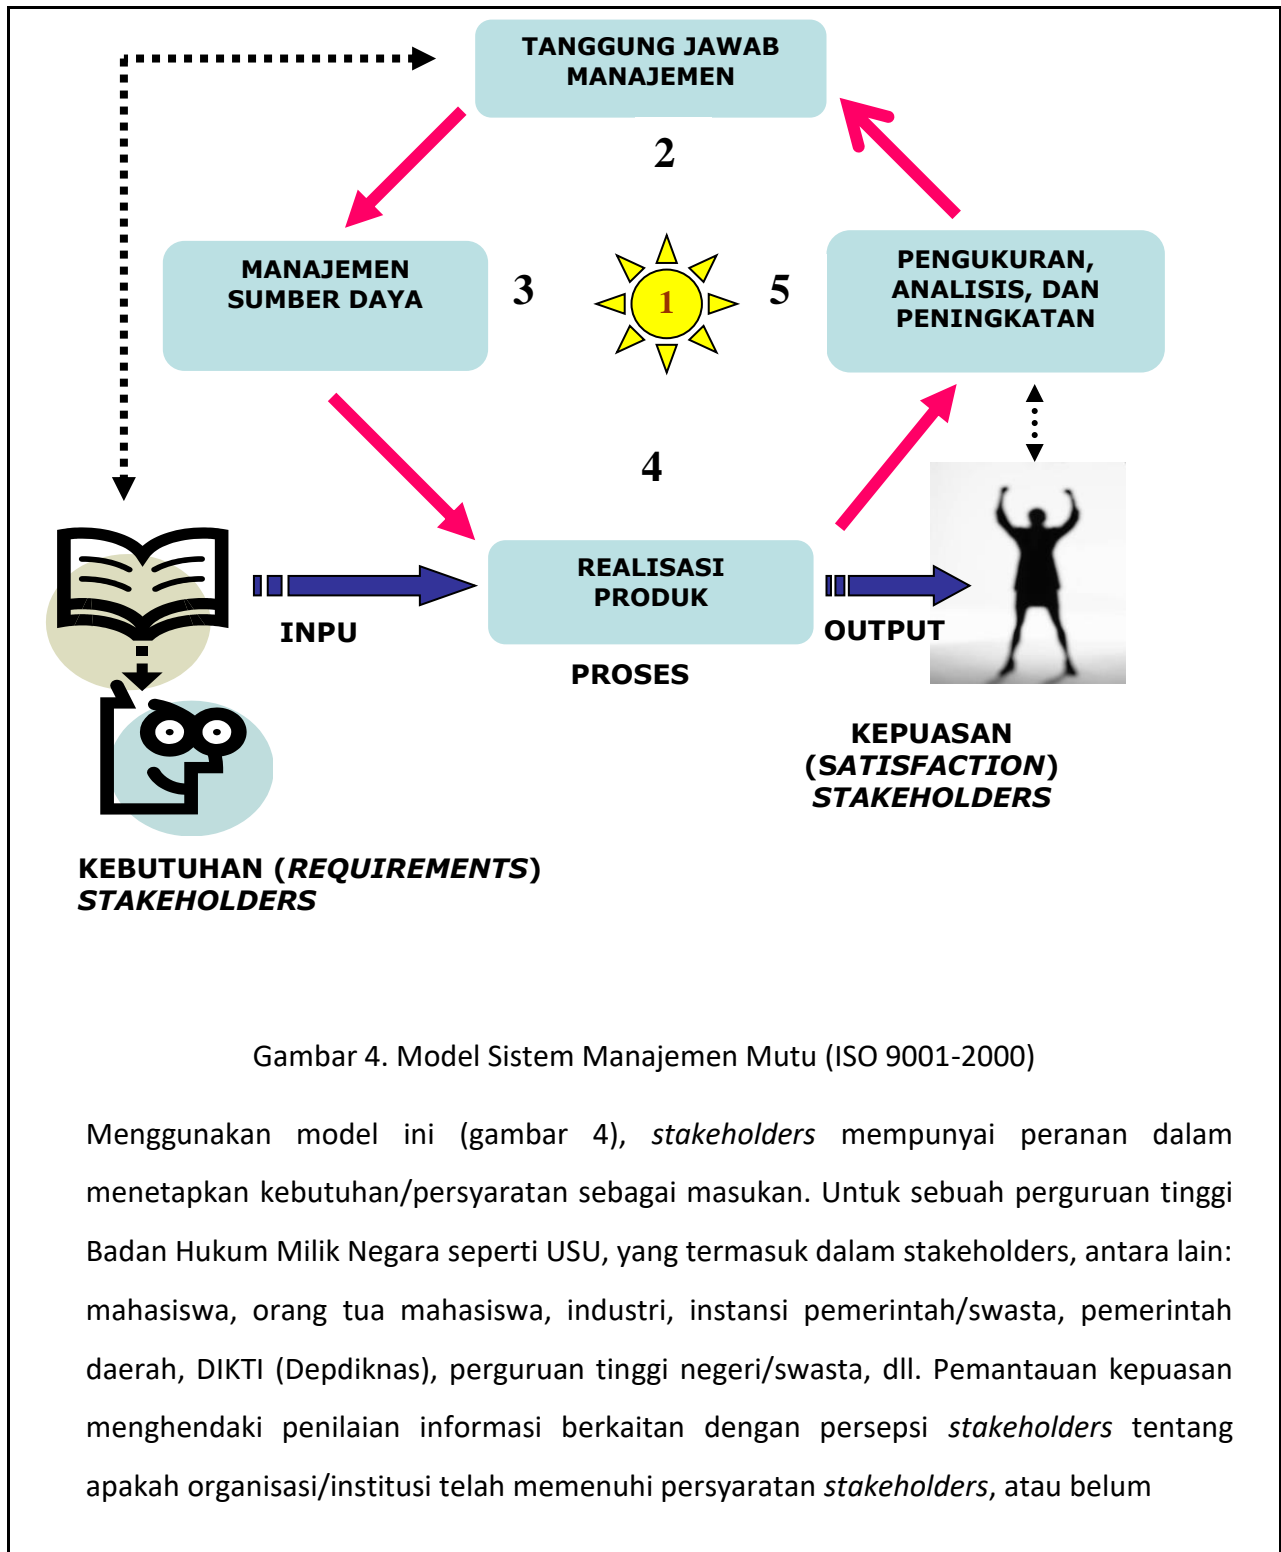 TANGGUNG JAWAB
MANAJEMEN
2
MANAJEMEN
SUMBER DAYA
3
1
5
PENGUKURAN,
ANALISIS, DAN
PENINGKATAN
4
REALISASI
PRODUK
INPU
OUTPUT
PROSES
KEPUASAN
(SATISFACTION)
STAKEHOLDERS
KEBUTUHAN (REQUIREMENTS)
STAKEHOLDERS
Gambar 4. Model Sistem Manajemen Mutu (ISO 9001-2000)
Menggunakan model ini (gambar 4), stakeholders mempunyai peranan dalam
menetapkan kebutuhan/persyaratan sebagai masukan. Untuk sebuah perguruan tinggi
Badan Hukum Milik Negara seperti USU, yang termasuk dalam stakeholders, antara lain:
mahasiswa, orang tua mahasiswa, industri, instansi pemerintah/swasta, pemerintah
daerah, DIKTI (Depdiknas), perguruan tinggi negeri/swasta, dll. Pemantauan kepuasan
menghendaki penilaian informasi berkaitan dengan persepsi stakeholders tentang
apakah organisasi/institusi telah memenuhi persyaratan stakeholders, atau belum